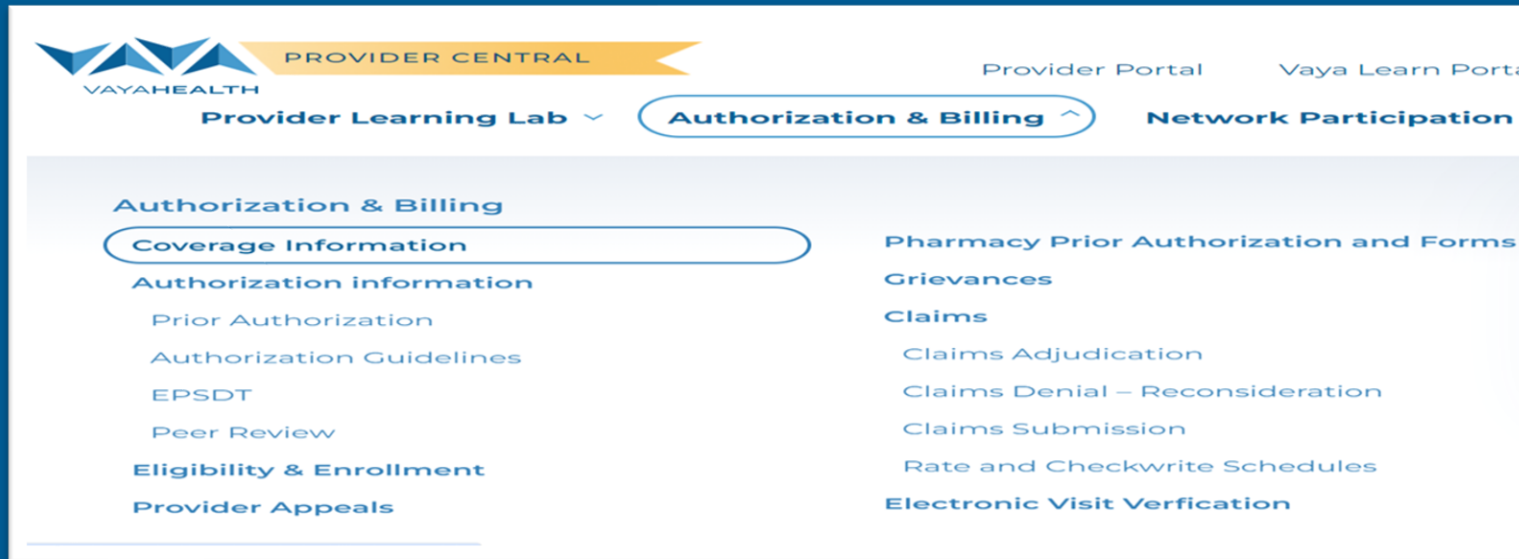 PROVIDER CENTRAL
VAYAHEALTH
Provider Portal
Vaya Learn Porta
Provider Learning Lab
Authorization & Billing
Network Participation
Authorization & Billing
Coverage Information
Authorization information
Prior Authorization
Authorization Guidelines
EPSDT
Peer Review
Eligibility & Enrollment
Provider Appeals
Pharmacy Prior Authorization and Forms
Grievances
Claims
Claims Adjudication
Claims Denial – Reconsideration
Claims Submission
Rate and Checkwrite Schedules
Electronic Visit Verfication